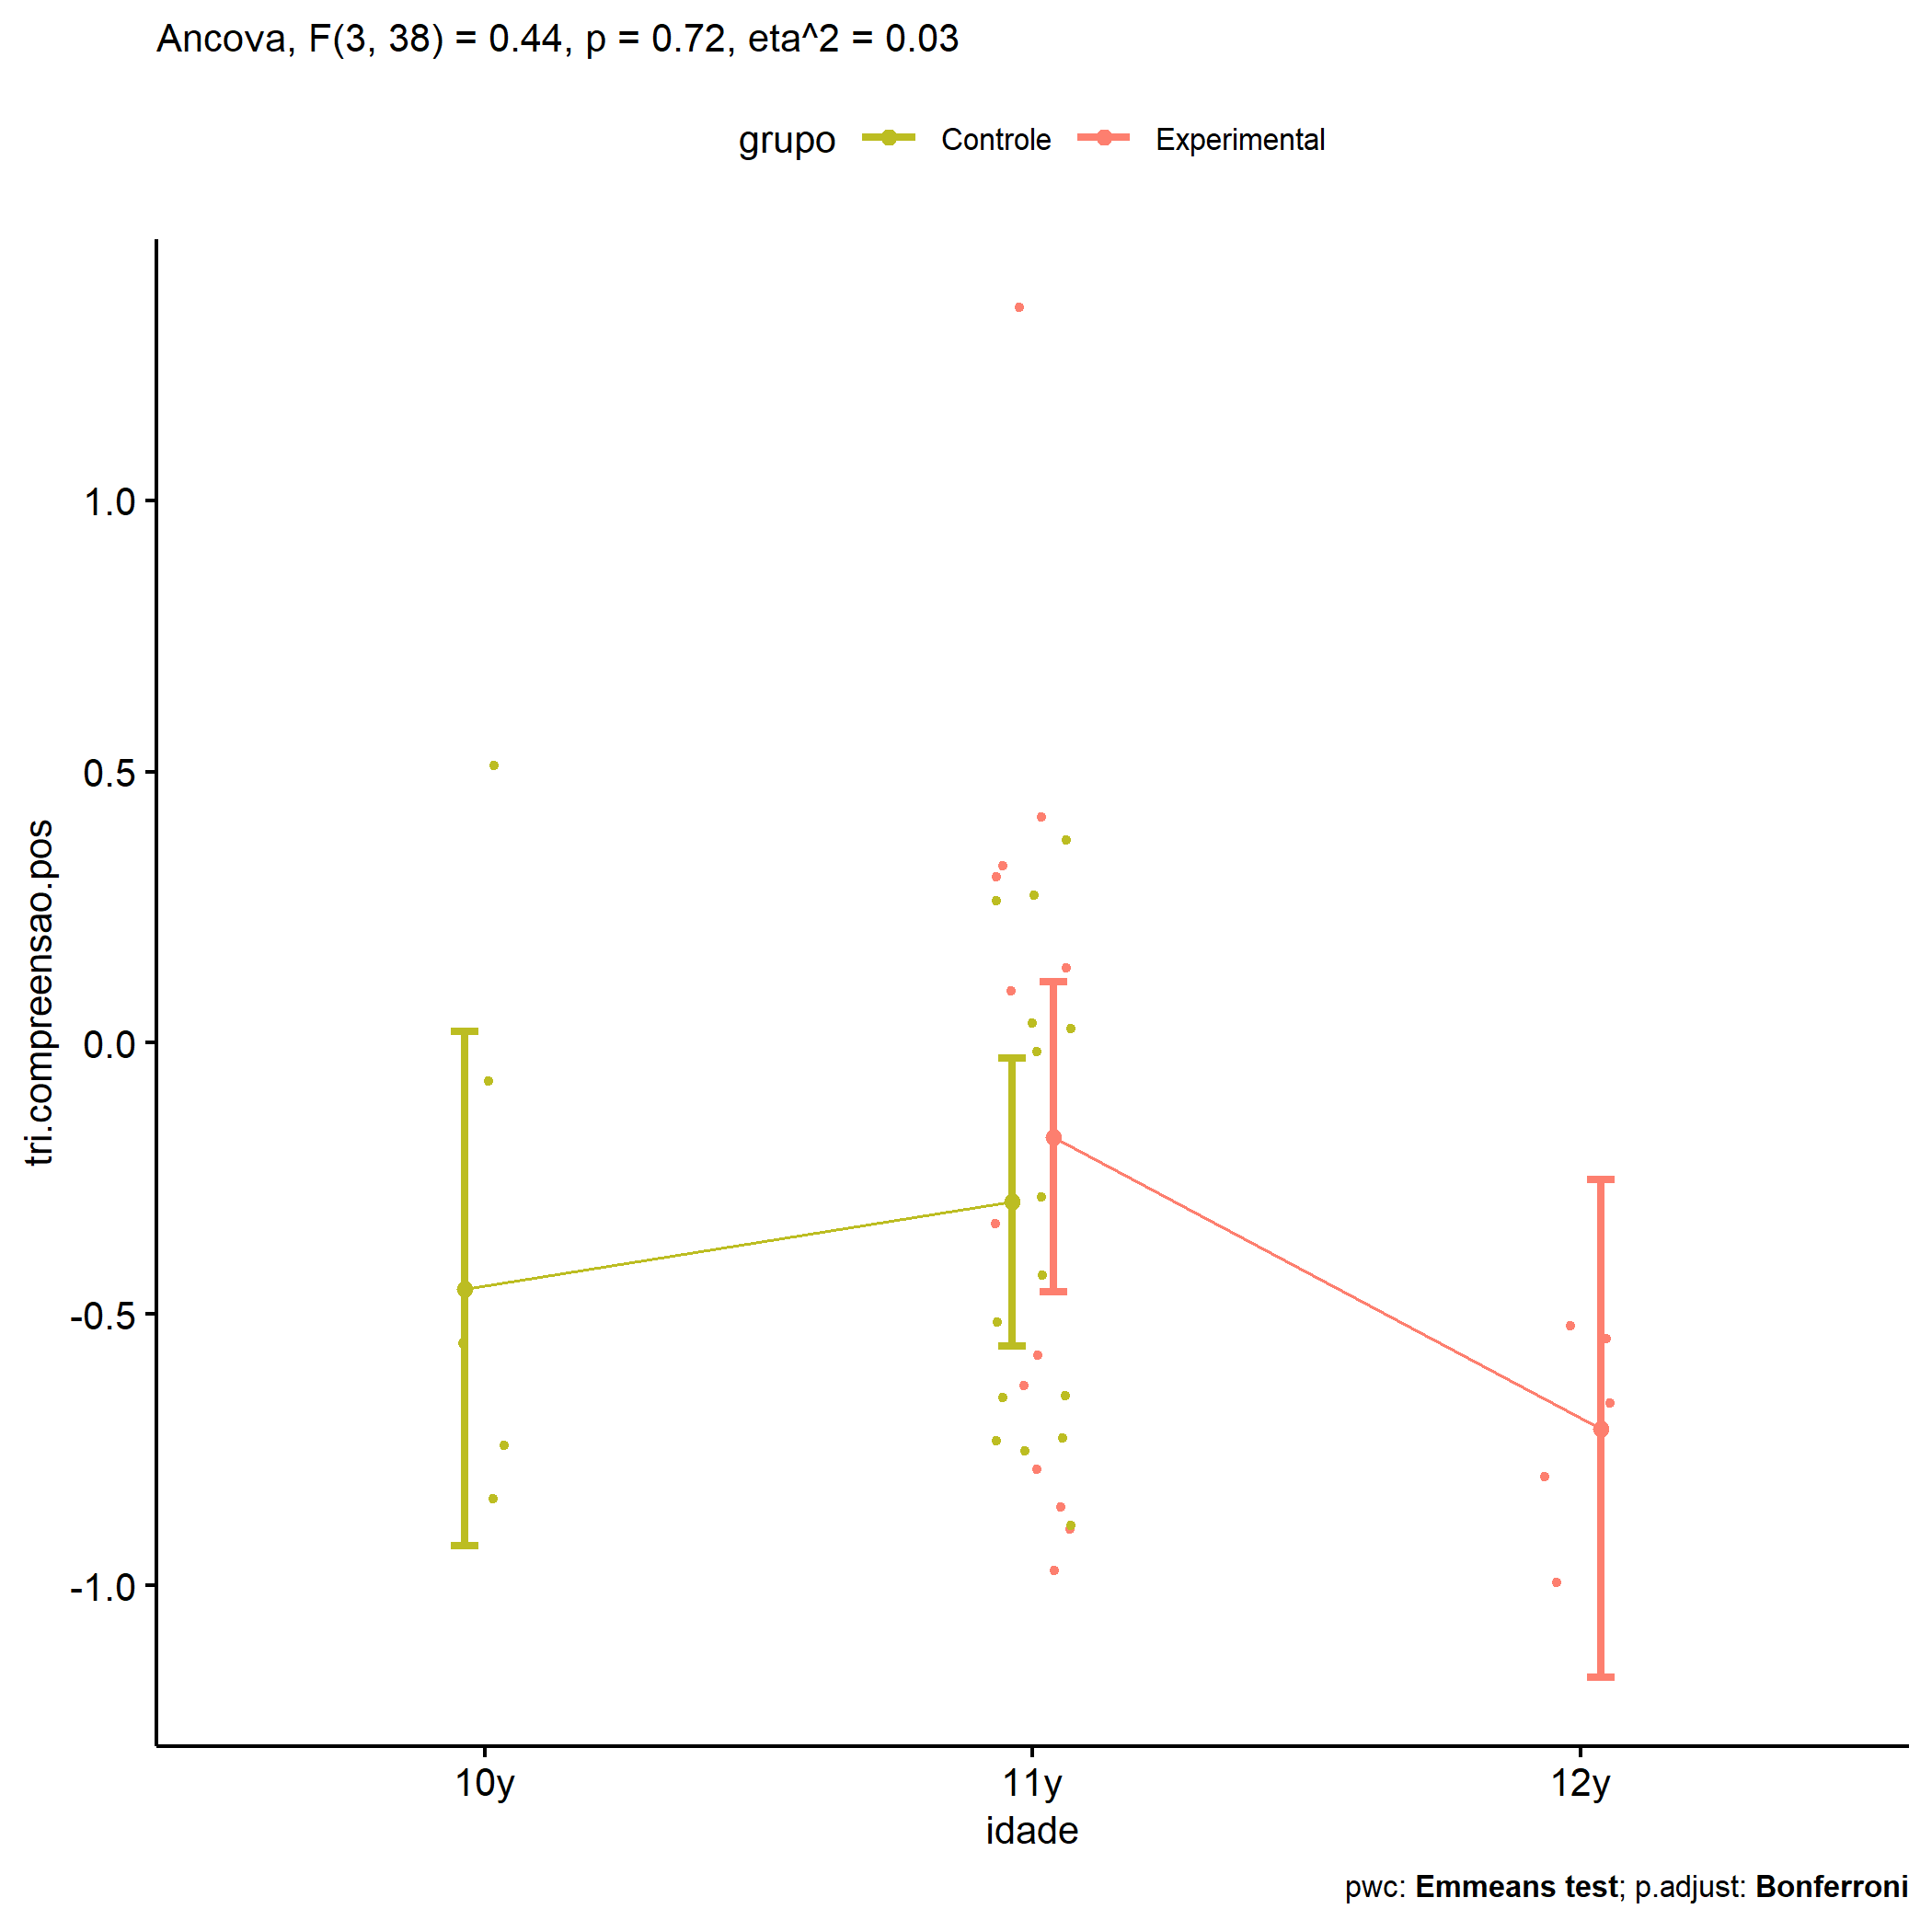 Ancova, F(3, 38) = 0.44, p = 0.72, eta^2 = 0.03
grupo Controle Experimental
1.0
0.5
0.0
-0.5
-1.0
tri.compreensao.pos
10y 11y 12y
idade
pwc: Emmeans test; p.adjust: Bonferroni